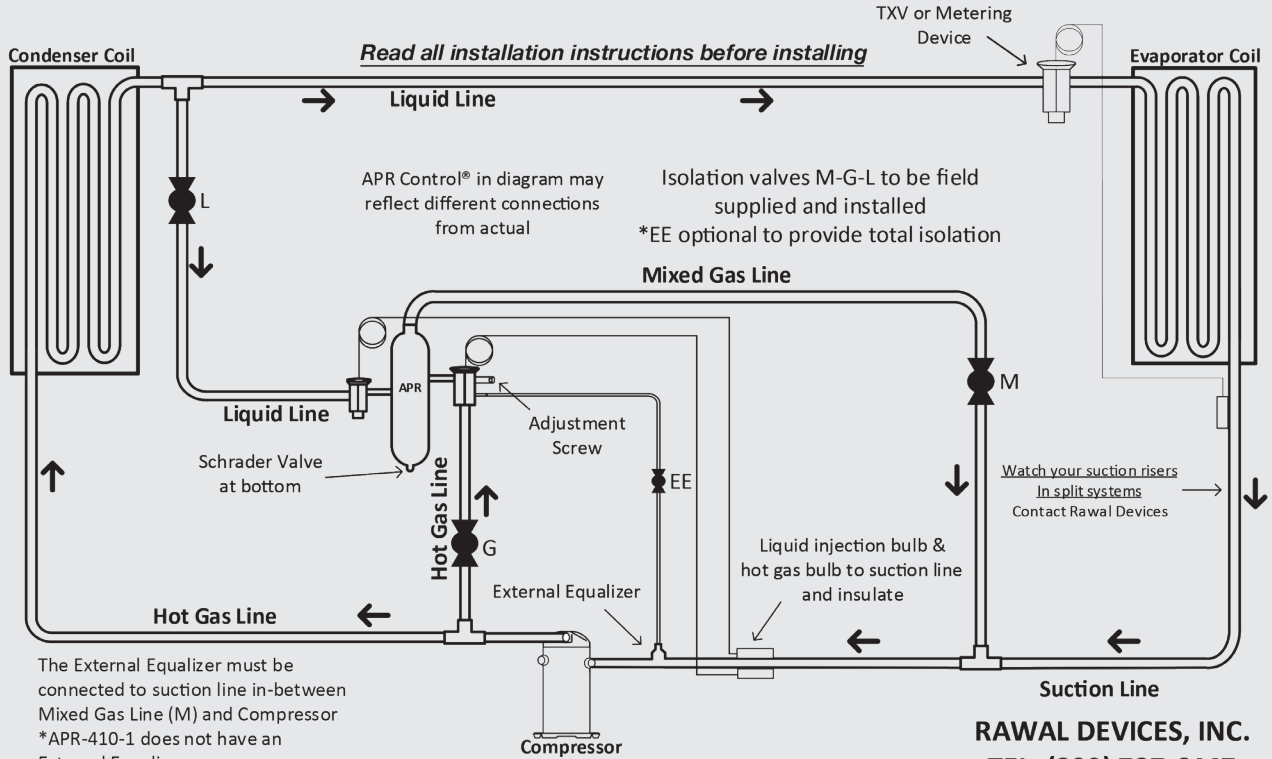 TXV or Metering
Device
Condenser Coil
Read all installation instructions before installing
Evaporator Coil
Liquid Line
L
APR Control® in diagram may
reflect different connections
from actual
Isolation valves M-G-L to be field
supplied and installed
*EE optional to provide total isolation
Mixed Gas Line
APR
M
Liquid Line
Adjustment
Screw
Schrader Valve
at bottom
Hot Gas Line
EE
G
Watch your suction risers
In split systems
Contact Rawal Devices
Liquid injection bulb &
hot gas bulb to suction line
and insulate
External Equalizer
Hot Gas Line
The External Equalizer must be
connected to suction line in-between
Mixed Gas Line (M) and Compressor
*APR-410-1 does not have an
Suction Line
Compressor
RAWAL DEVICES, INC.